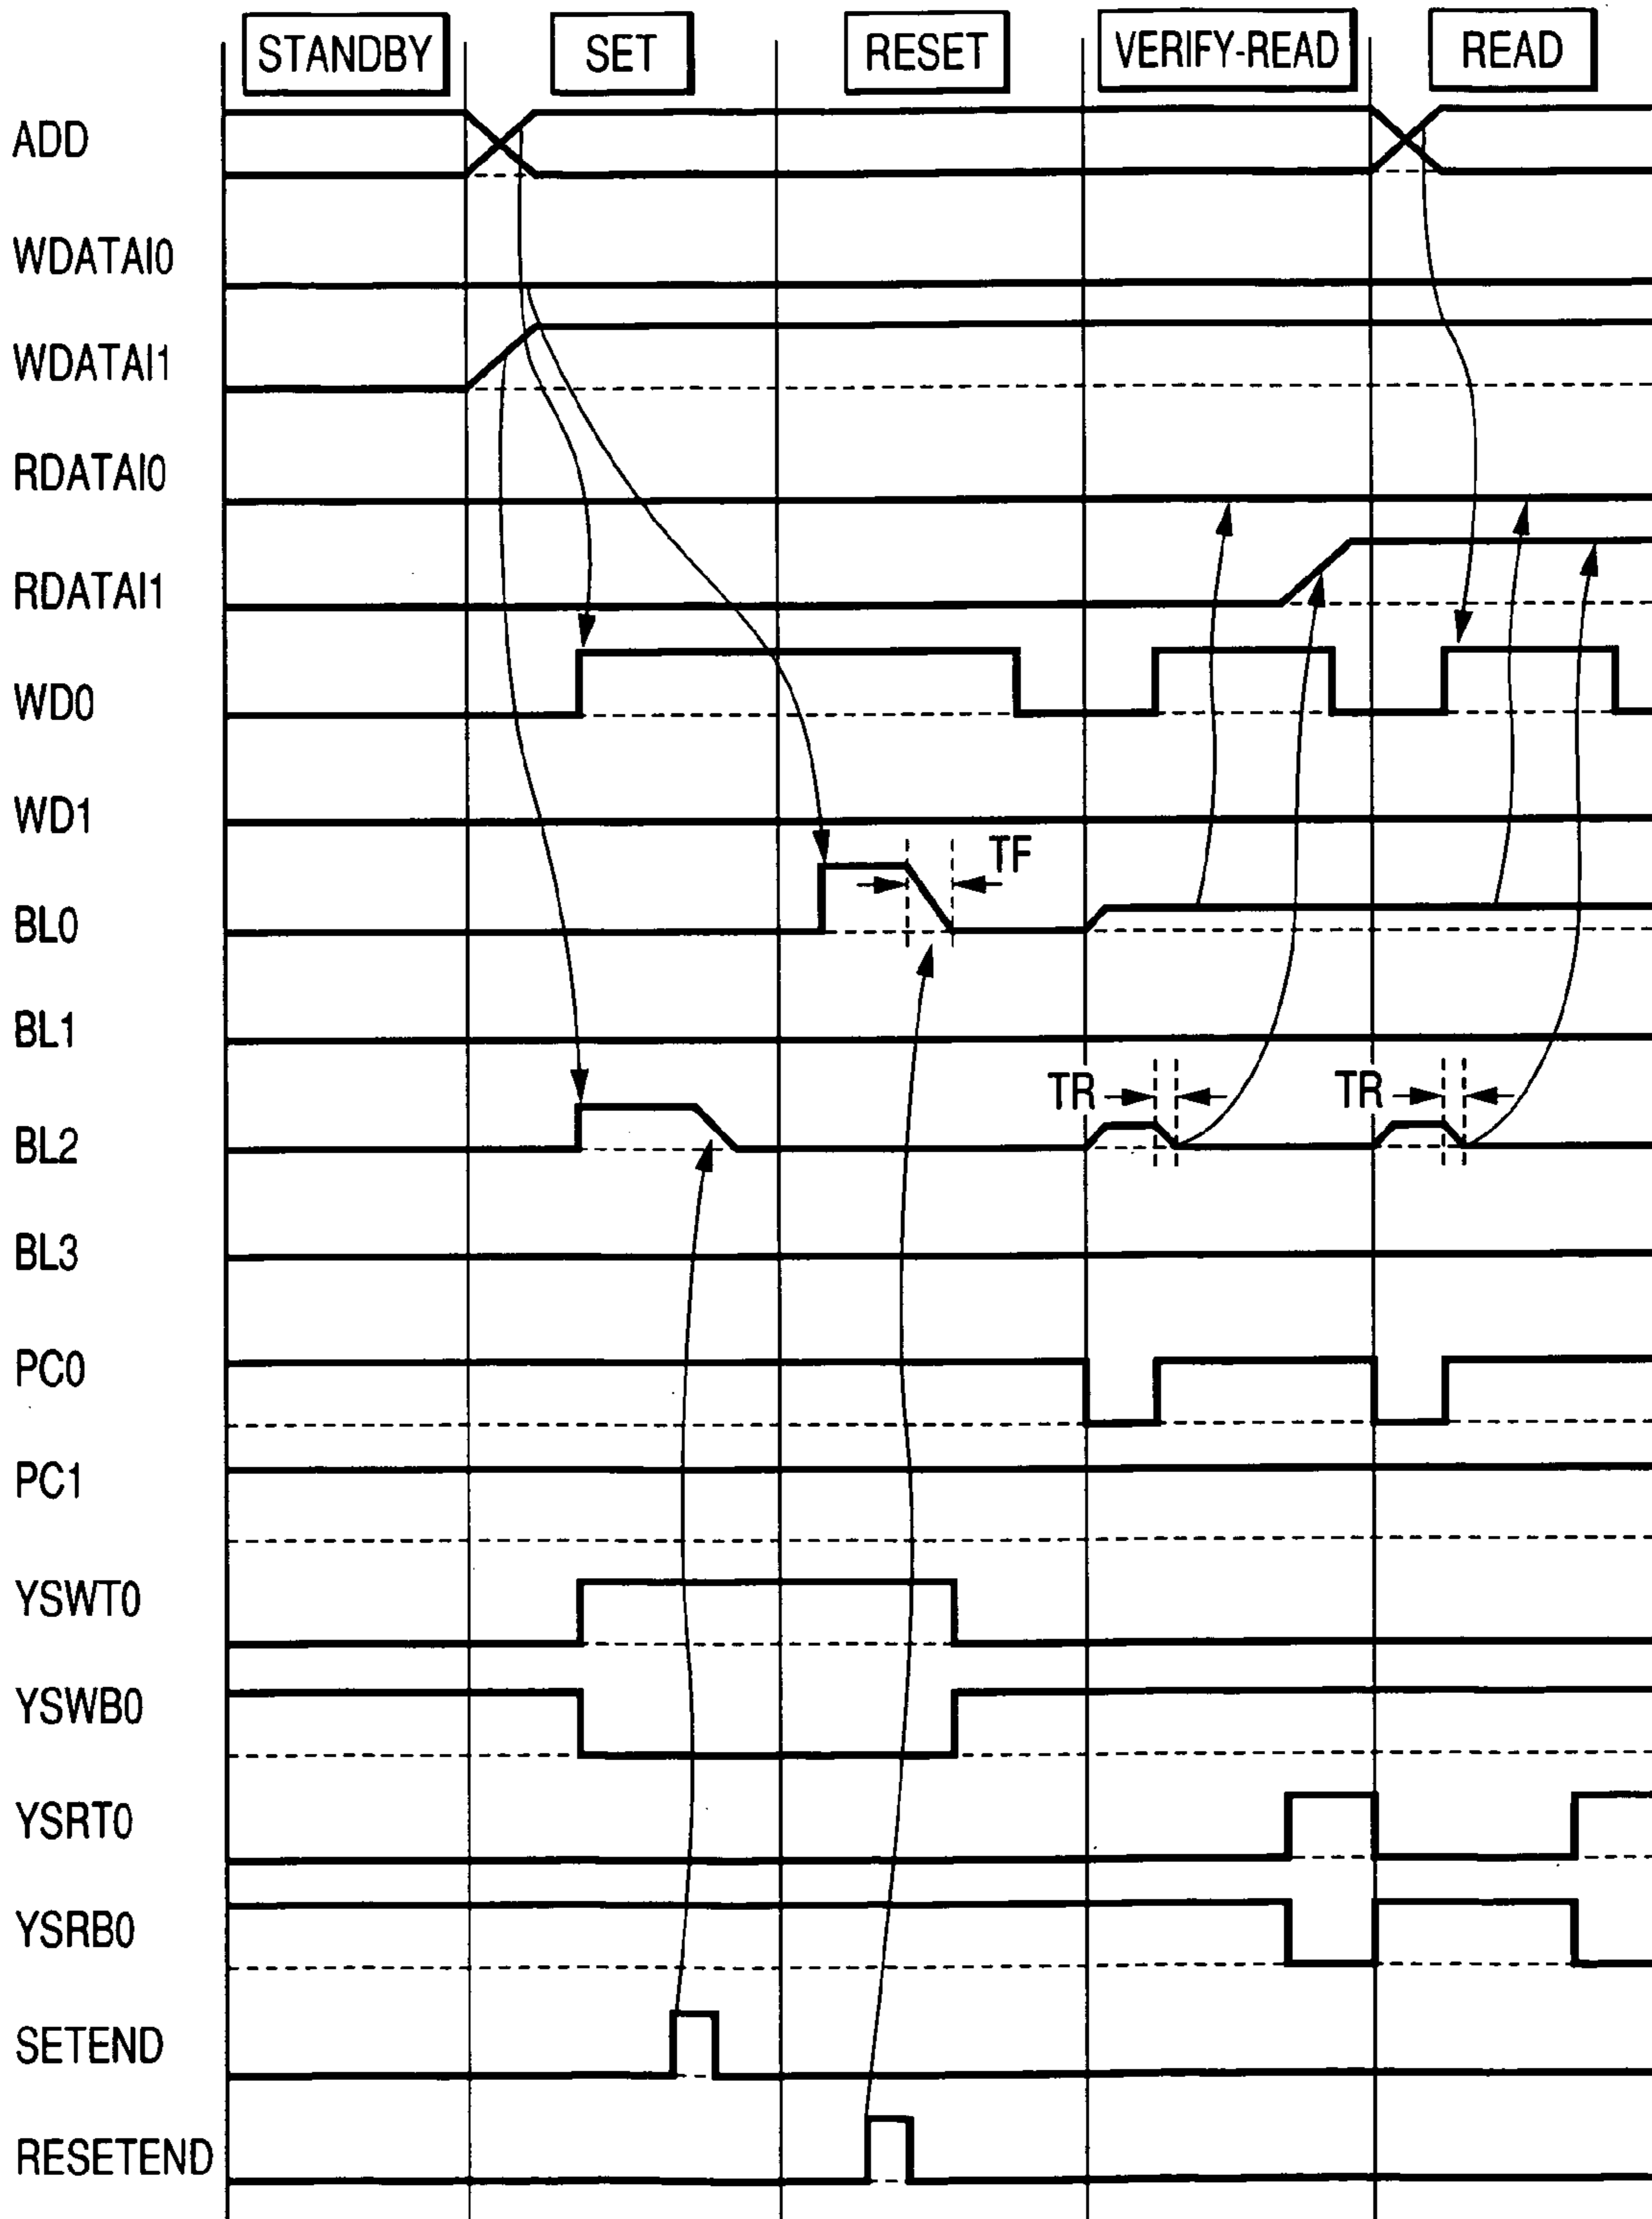 STANDBY SET RESET VERIFY-READ READ
ADD
WDATAI0
WDATAI1
RDATAI0
RDATAI1
WD0
WD1
TF
BL0
BL1
TR TR
BL2
BL3
PC0
PC1
YSWT0
YSWB0
YSRT0
YSRB0
SETEND
RESETEND